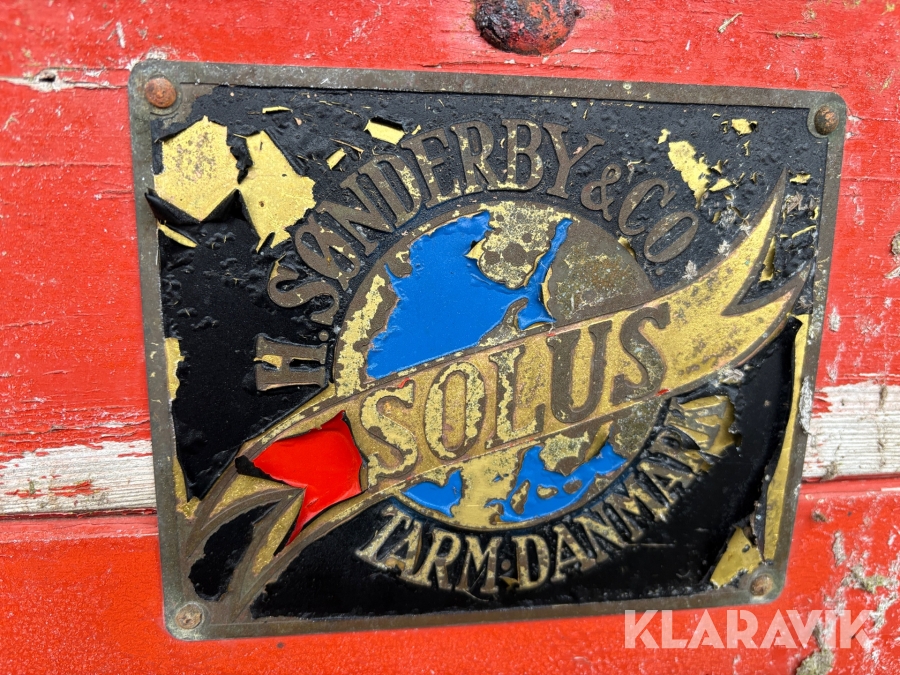 H. SØNDERBY & CO.
SOLUS
TARM · DANMARK
KLARAVIK